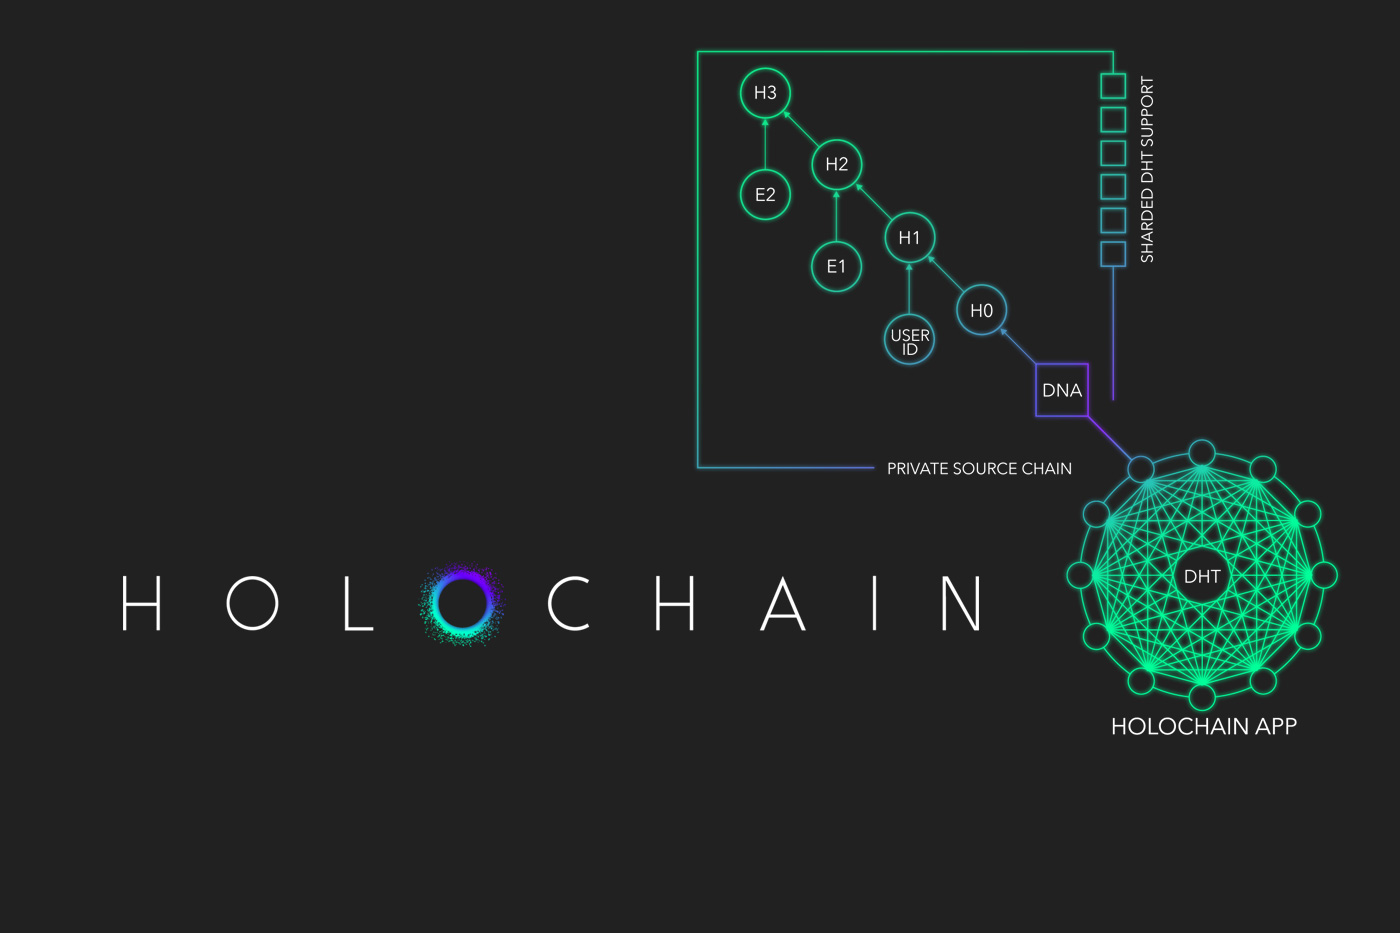 H3
H2
E2
H1
E1
H0
USER
ID
DNA
SHARDED DHT SUPPORT
PRIVATE SOURCE CHAIN
DHT
HOLOCHAIN
HOLOCHAIN APP